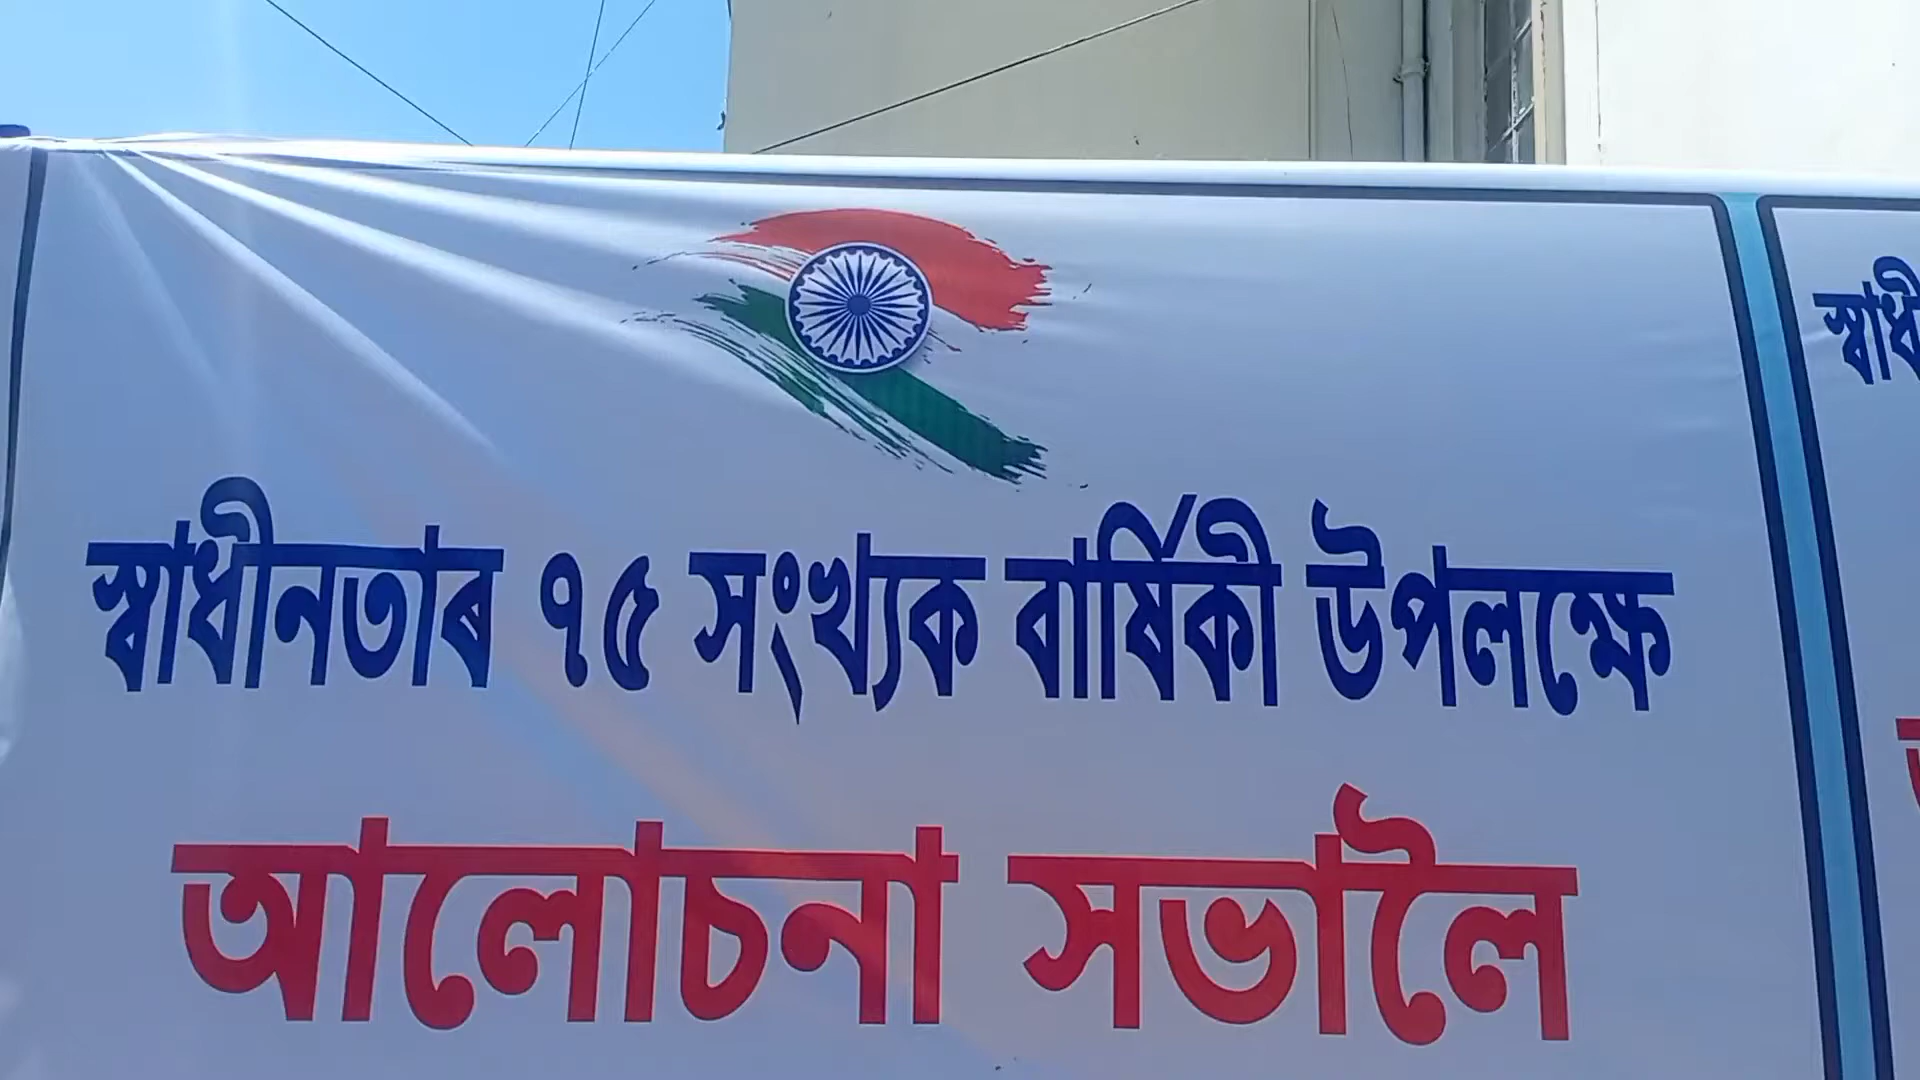 স্বাধীনতাৰ ৭৫ সংখ্যক বাৰ্ষিকী উপলক্ষে
আলোচনা সভালৈ